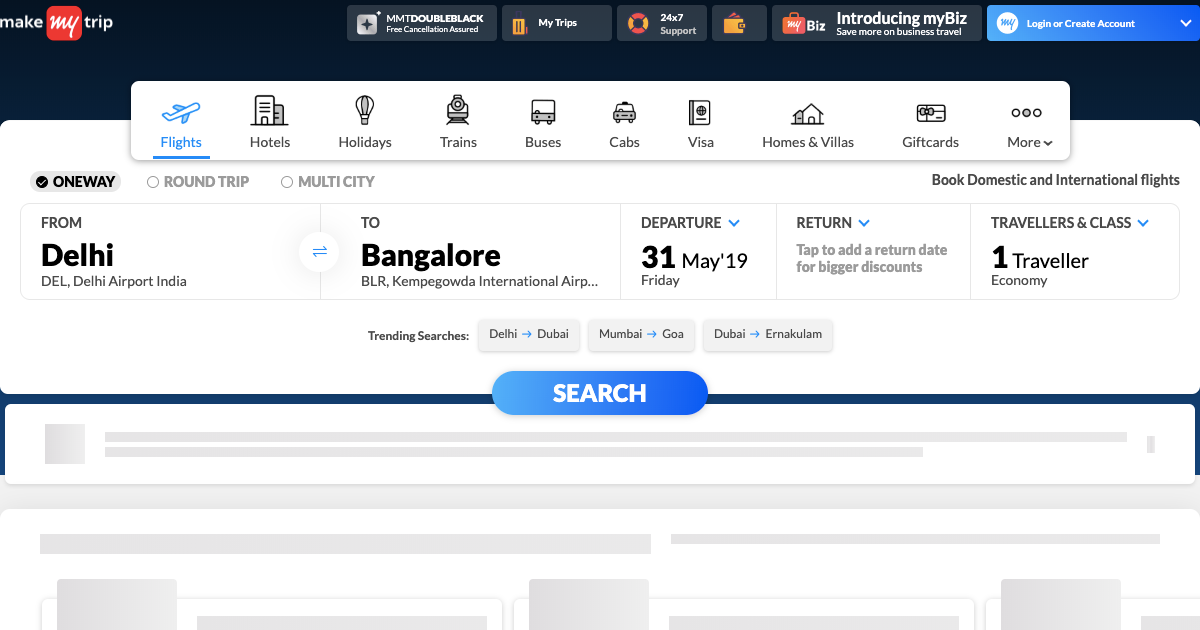 make my trip
MMTDOUBLEBLACK
Free Cancellation Assured
My Trips
24x7
Support
my Biz
Introducing myBiz
Save more on business travel
my
Login or Create Account
Flights
Hotels
Holidays
Trains
Buses
Cabs
Visa
Homes & Villas
Giftcards
More
ONEWAY
ROUND TRIP
MULTI CITY
Book Domestic and International flights
FROM
Delhi
DEL, Delhi Airport India
TO
Bangalore
BLR, Kempegowda International Airp...
DEPARTURE
31 May'19
Friday
RETURN
Tap to add a return date
for bigger discounts
TRAVELLERS & CLASS
1 Traveller
Economy
Trending Searches:
Delhi → Dubai
Mumbai → Goa
Dubai → Ernakulam
SEARCH